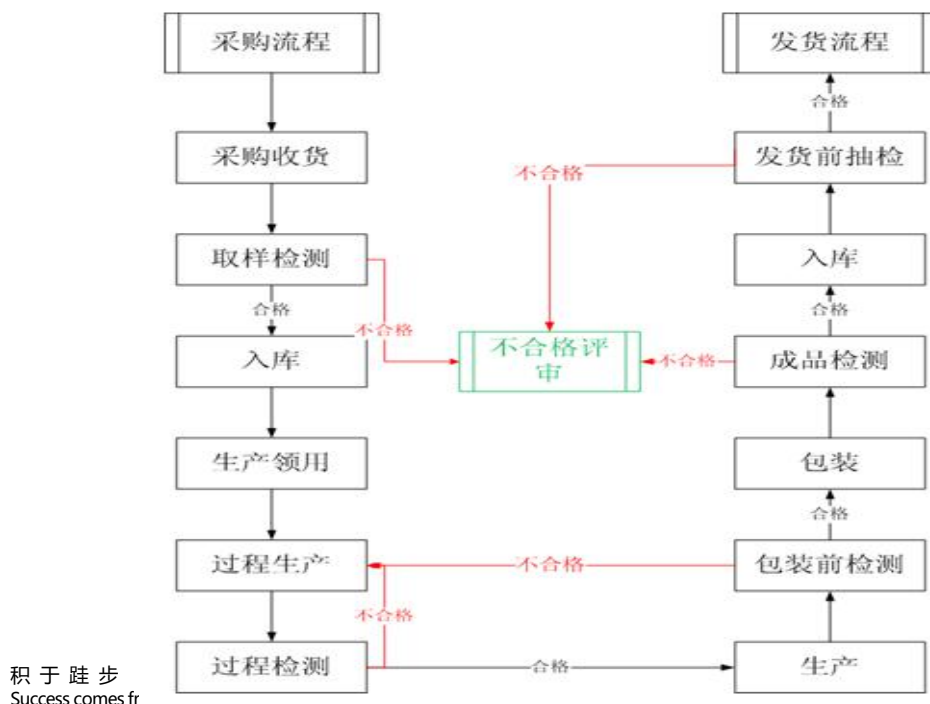 采购流程
采购收货
取样检测
合格
不合格
入库
生产领用
过程生产
不合格
过程检测
合格
生产
包装前检测
不合格
合格
包装
成品检测
不合格
合格
入库
发货前抽检
不合格
合格
发货流程
不合格评
审
积于跬步
Success comes fr